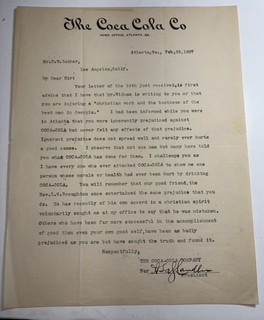 The Coca Cola Co
HOME OFFICE, ATLANTA, GA.
Atlanta, Ga., Feb, 1907
Mr. D.
Los Angeles, Calif.
My Dear Sir:
Your letter of the just received, is first
advice that I have that Mr. is writing to you or that
you are injuring a "christian work and the business of the
best men in Georgia." I had been informed while you were
in Atlanta that you were ignorantly prejudiced against
COCA-COLA but never felt any effects of that prejudice.
Ignorant prejudice does not spread well and rarely ever hurts
a good cause. I observe that not one man but many have told
you what COCA-COLA has done for them. I challenge you as
I have every one who ever attacked COCA-COLA to show me one
person whose morals or health had ever been hurt by drinking
COCA-COLA. You will remember that our good friend, the
Rev. L.G. Broughton once entertained the same prejudice that you
do. He has recently of his own accord in a christian spirit
voluntarily sought me at my office to say that he was mistaken.
Others who have been far more successful in the accomplishment
of good than even your own good self, have been as badly
prejudiced as you are but have sought the truth and found it.
Respectfully,
THE COCA-COLA COMPANY
Per Candler
President